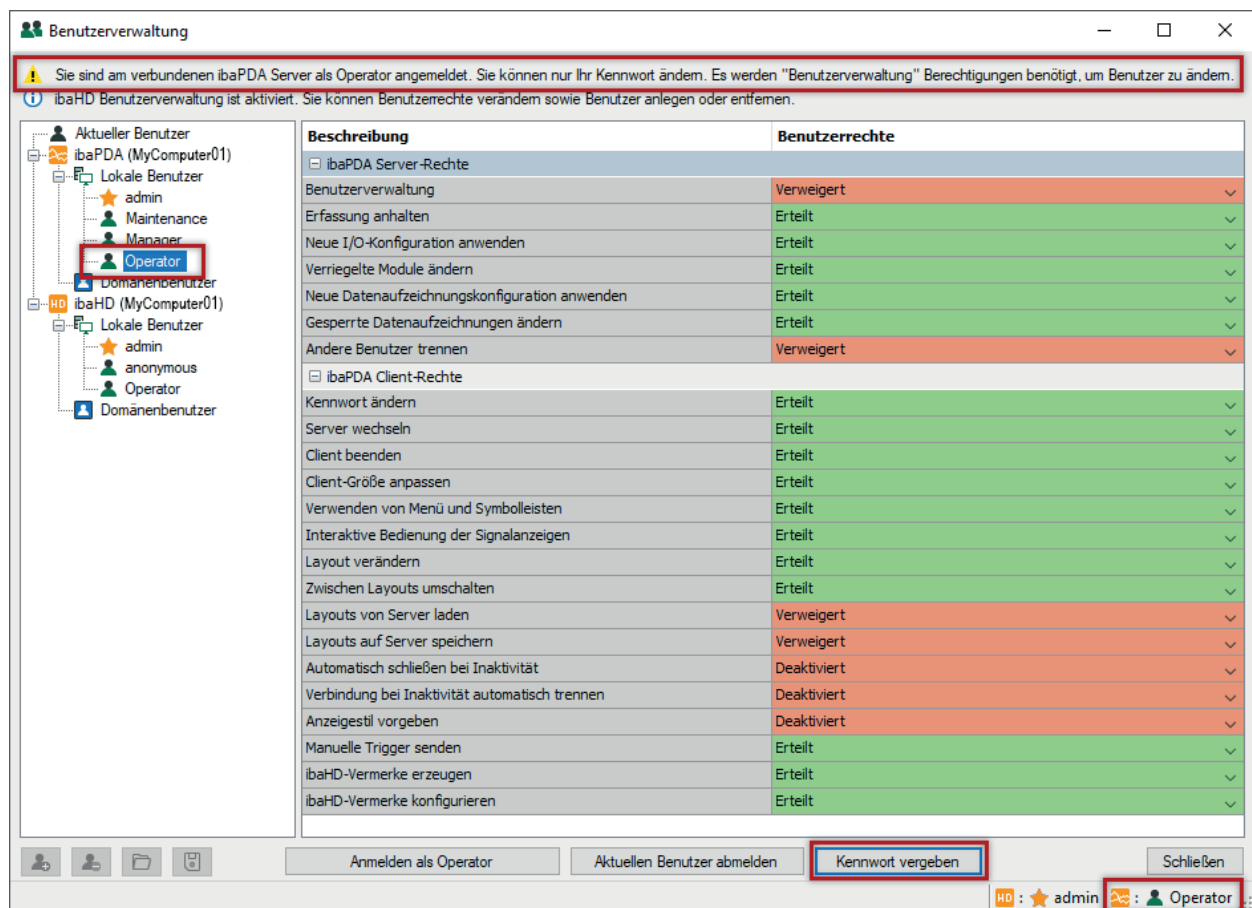 Benutzerverwaltung
Sie sind am verbundenen ibaPDA Server als Operator angemeldet. Sie können nur Ihr Kennwort ändern. Es werden "Benutzerverwaltung" Berechtigungen benötigt, um Benutzer zu ändern.
ibaHD Benutzerverwaltung ist aktiviert. Sie können Benutzerrechte verändern sowie Benutzer anlegen oder entfernen.
Aktueller Benutzer
ibaPDA (MyComputer01)
Lokale Benutzer
admin
Maintenance
Manager
Operator
Domänenbenutzer
HD ibaHD (MyComputer01)
Lokale Benutzer
admin
anonymous
Operator
Domänenbenutzer
Beschreibung Benutzerrechte
ibaPDA Server-Rechte
Benutzerverwaltung Verweigert
Erfassung anhalten Erteilt
Neue I/O-Konfiguration anwenden Erteilt
Verriegelte Module ändern Erteilt
Neue Datenaufzeichnungskonfiguration anwenden Erteilt
Gesperrte Datenaufzeichnungen ändern Erteilt
Andere Benutzer trennen Verweigert
ibaPDA Client-Rechte
Kennwort ändern Erteilt
Server wechseln Erteilt
Client beenden Erteilt
Client-Größe anpassen Erteilt
Verwenden von Menü und Symbolleisten Erteilt
Interaktive Bedienung der Signalanzeigen Erteilt
Layout verändern Erteilt
Zwischen Layouts umschalten Erteilt
Layouts von Server laden Verweigert
Layouts auf Server speichern Verweigert
Automatisch schließen bei Inaktivität Deaktiviert
Verbindung bei Inaktivität automatisch trennen Deaktiviert
Anzeigestil vorgeben Deaktiviert
Manuelle Trigger senden Erteilt
ibaHD-Vermerke erzeugen Erteilt
ibaHD-Vermerke konfigurieren Erteilt
Anmelden als Operator Aktuellen Benutzer abmelden Kennwort vergeben Schließen
HD : admin : Operator